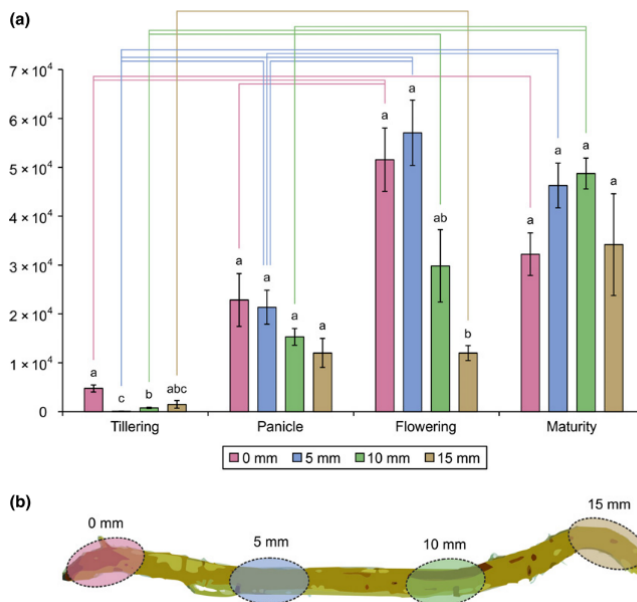 (a)
7 × 10⁴
6 × 10⁴
5 × 10⁴
4 × 10⁴
3 × 10⁴
2 × 10⁴
1 × 10⁴
0
a c b abc
a a a a
a a ab b
a a a a
Tillering Panicle Flowering Maturity
0 mm 5 mm 10 mm 15 mm
(b)
0 mm 5 mm 10 mm 15 mm